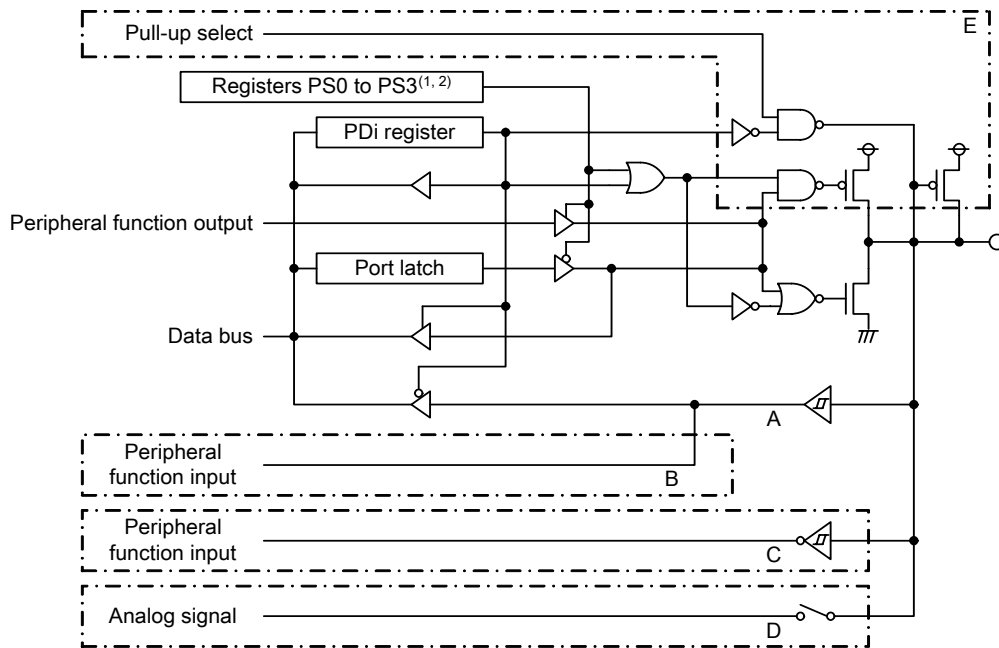 Pull-up select
E
Registers PS0 to PS3(1, 2)
PDi register
Peripheral function output
Port latch
Data bus
A
Peripheral
function input
B
Peripheral
function input
C
Analog signal
D